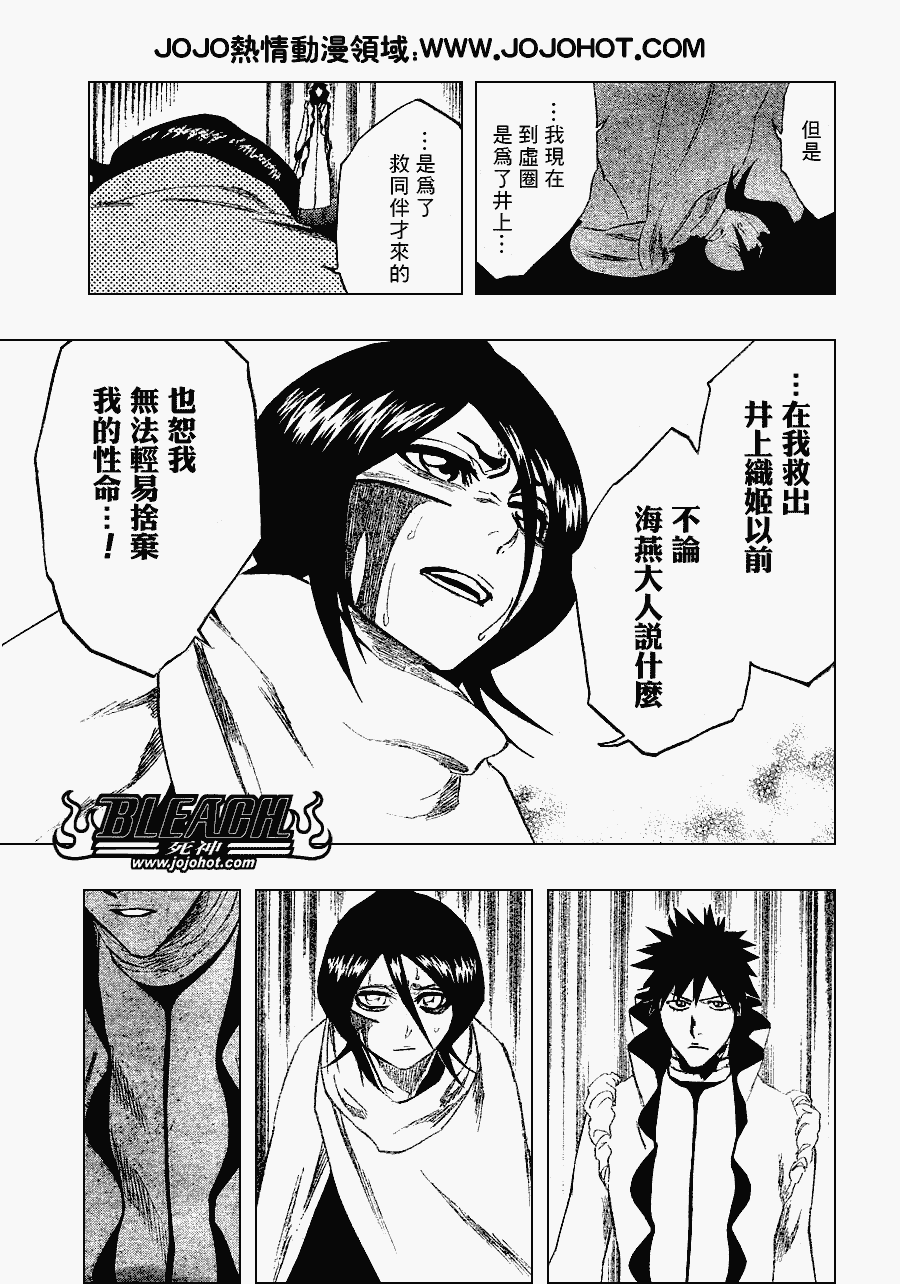 JOJO熱情動漫領域:WWW.JOJOHOT.COM
但是
…我現在
到虛圈
是爲了井上…
…是爲了
救同伴才來的
…在我救出
井上織姬以前
不論
海燕大人說什麼
也恕我
無法輕易捨棄
我的性命…!
BLEACH
死神
www.jojohot.com